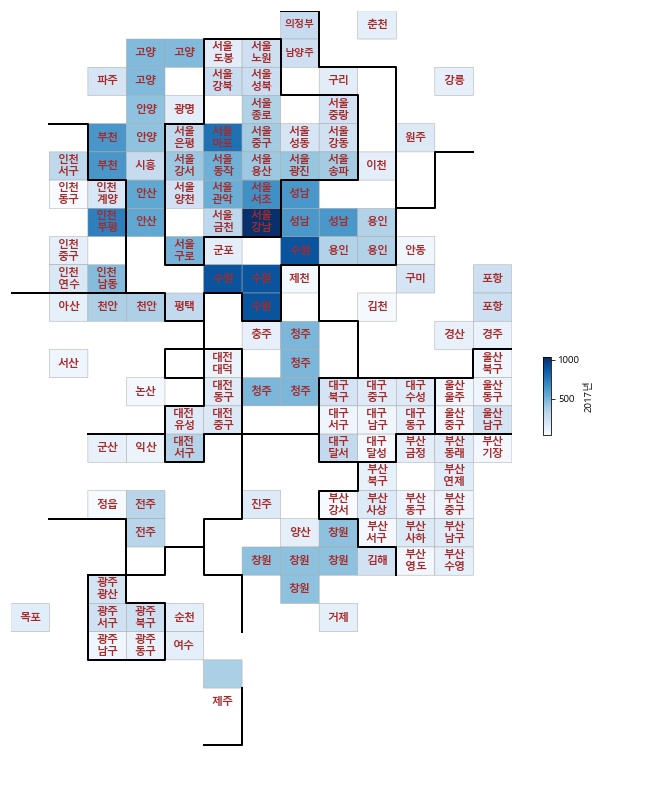 의정부 춘천
고양 고양 서울 도봉 서울 노원 남양주
파주 고양 서울 강북 서울 성북 구리 강릉
안양 광명 서울 종로 서울 중랑
부천 안양 서울 은평 서울 마포 서울 중구 서울 성동 서울 강동 원주
인천 서구 부천 시흥 서울 강서 서울 동작 서울 용산 서울 광진 서울 송파 이천
인천 동구 인천 계양 안산 서울 양천 서울 관악 서울 서초 성남
인천 부평 안산 서울 금천 서울 강남 성남 성남 용인
인천 중구 서울 구로 군포 수원 용인 용인 안동
인천 연수 인천 남동 수원 수원 제천 구미 포항
아산 천안 천안 평택 수원 김천 포항
충주 청주 경산 경주
서산 대전 대덕 청주 울산 북구
논산 대전 동구 청주 청주 대구 북구 대구 중구 대구 수성 울산 울주 울산 동구
대전 유성 대전 중구 대구 서구 대구 남구 대구 동구 울산 중구 울산 남구
군산 익산 대전 서구 대구 달서 대구 달성 부산 금정 부산 동래 부산 기장
부산 북구 부산 연제
정읍 전주 진주 부산 강서 부산 사상 부산 동구 부산 중구
전주 양산 창원 부산 서구 부산 사하 부산 남구
창원 창원 창원 김해 부산 영도 부산 수영
광주 광산 창원
목포 광주 서구 광주 북구 순천 거제
광주 남구 광주 동구 여수
제주
1000
500
2017년